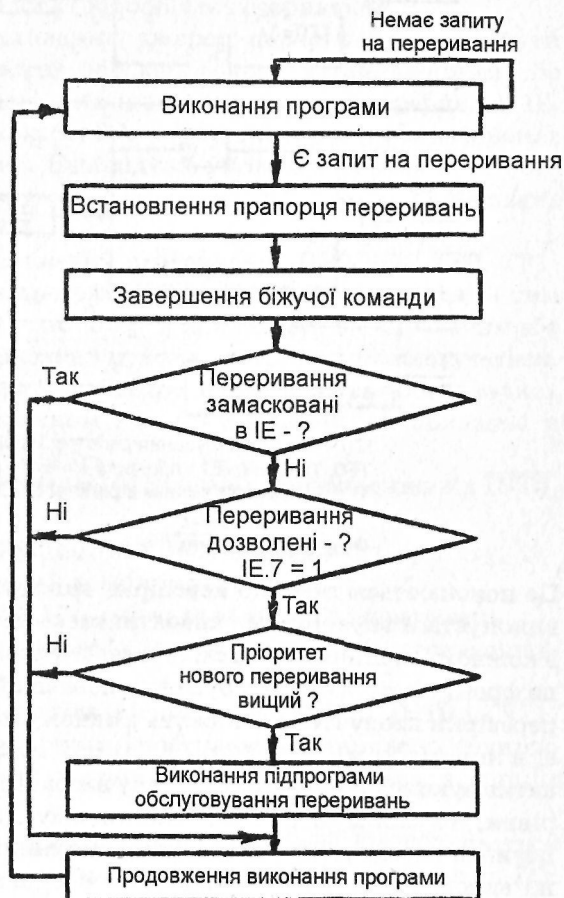 Немає запиту
на переривання
Виконання програми
Є запит на переривання
Встановлення прапорця переривань
Завершення біжучої команди
Так
Переривання
замасковані
в IE - ?
Ні
Ні
Переривання
дозволені - ?
IE.7 = 1
Так
Ні
Пріоритет
нового переривання
вищий ?
Так
Виконання підпрограми
обслуговування переривань
Продовження виконання програми